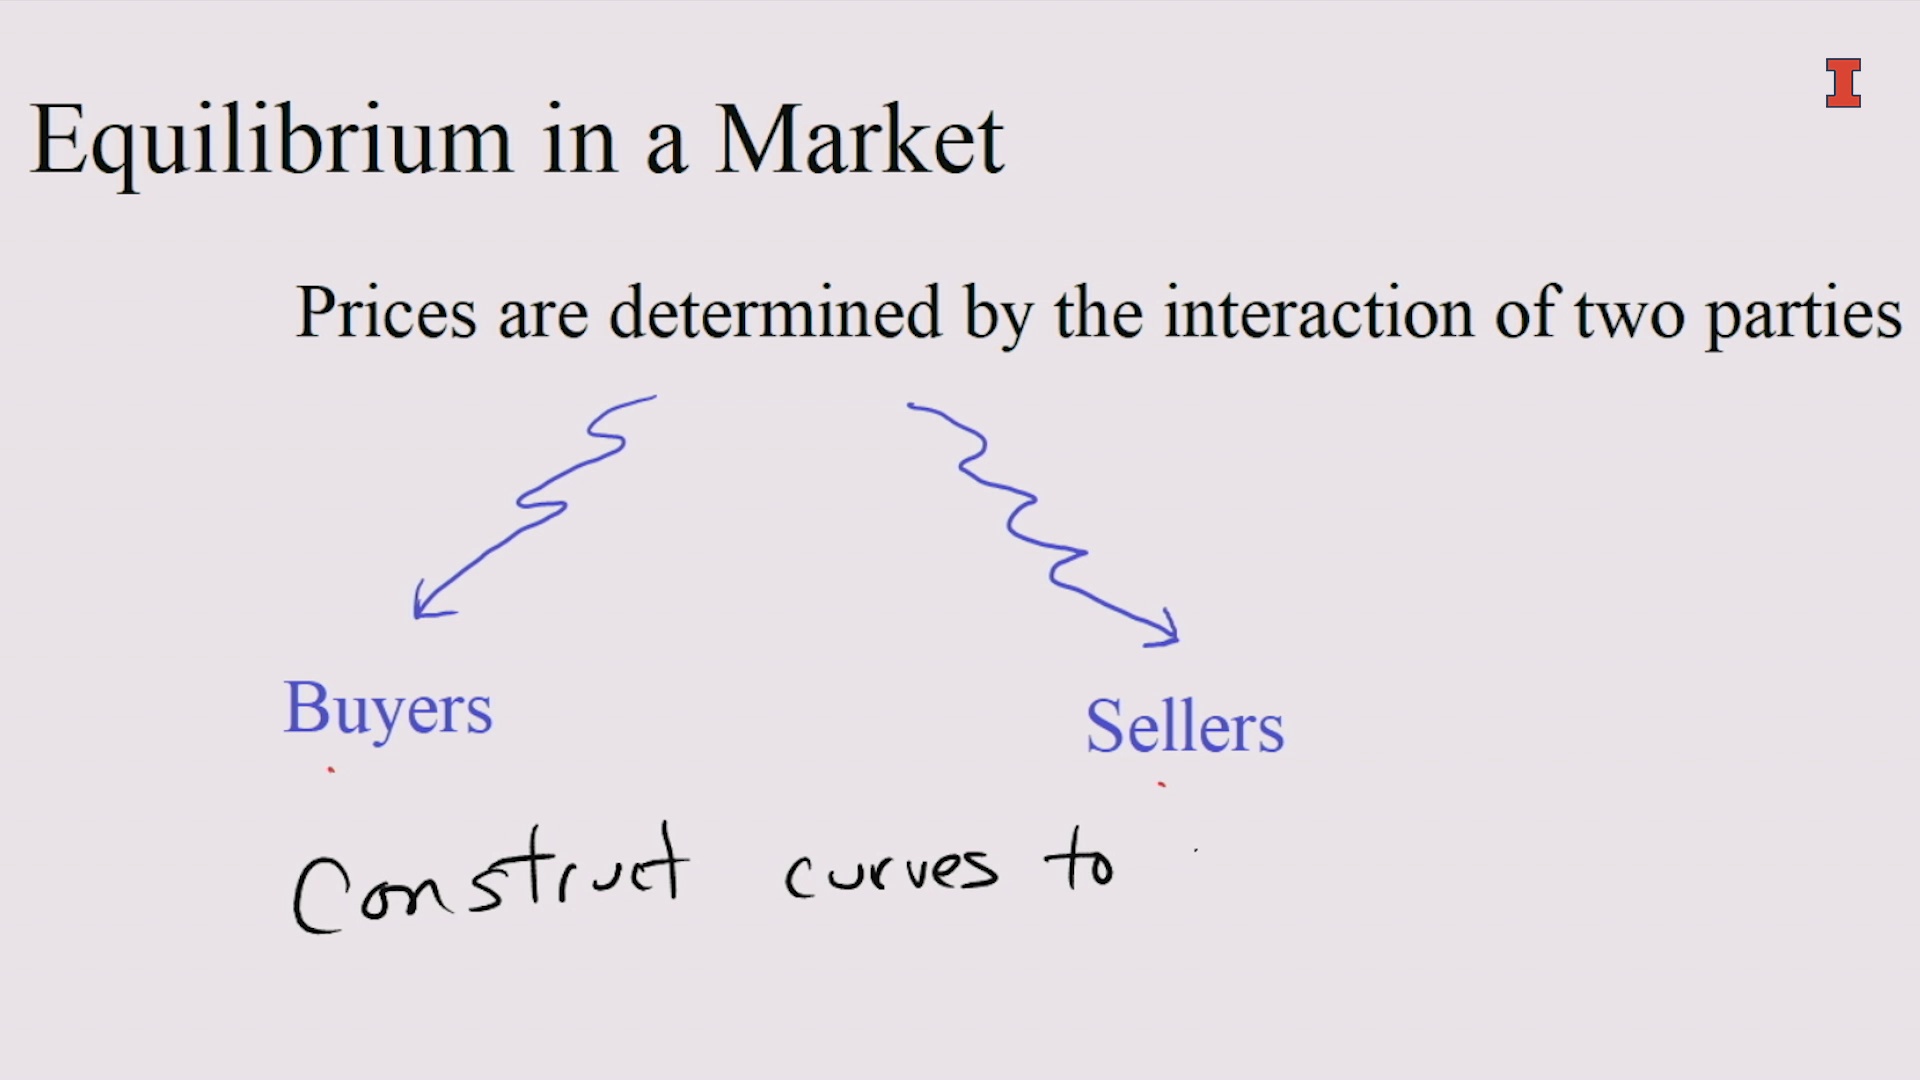 I
Equilibrium in a Market
Prices are determined by the interaction of two parties
Buyers
Sellers
Construct curves to